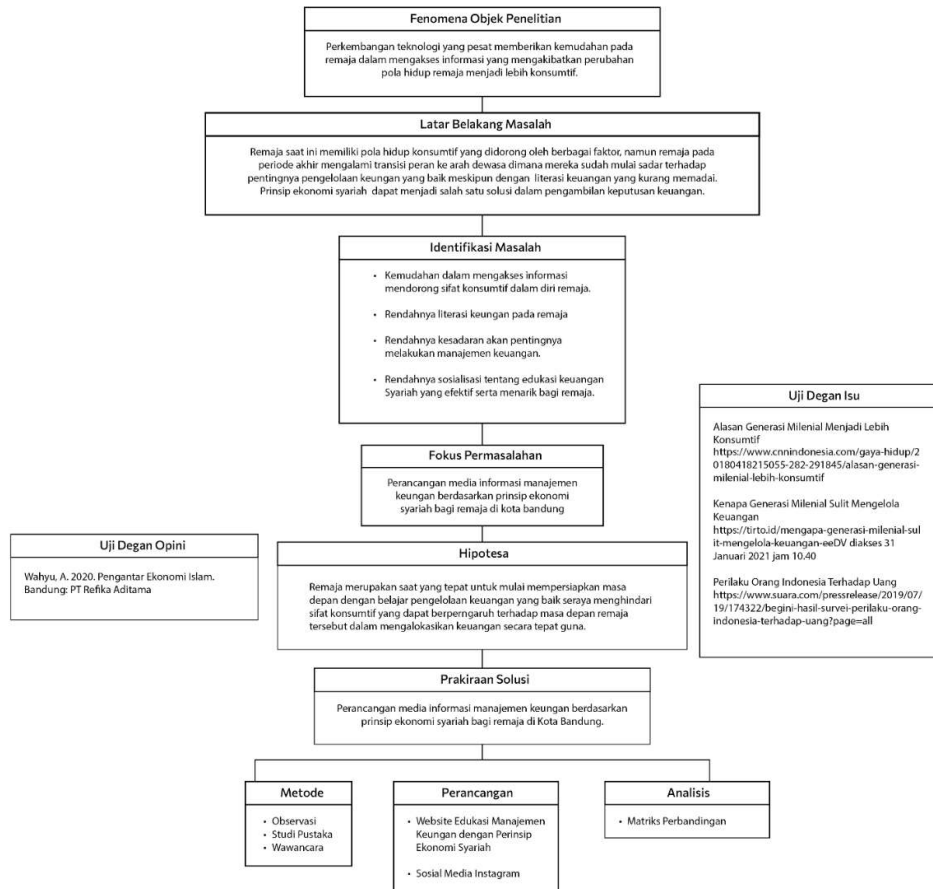 Fenomena Objek Penelitian
Perkembangan teknologi yang pesat memberikan kemudahan pada
remaja dalam mengakses informasi yang mengakibatkan perubahan
pola hidup remaja menjadi lebih konsumtif.
Latar Belakang Masalah
Remaja saat ini memiliki pola hidup konsumtif yang didorong oleh berbagai faktor, namun remaja pada
periode akhir mengalami transisi peran ke arah dewasa dimana mereka sudah mulai sadar terhadap
pentingnya pengelolaan keungan yang baik meskipun dengan literasi keuangan yang kurang memadai.
Prinsip ekonomi syariah dapat menjadi salah satu solusi dalam pengambilan keputusan keuangan.
Identifikasi Masalah
• Kemudahan dalam mengakses informasi
mendorong sifat konsumtif dalam diri remaja.
• Rendahnya literasi keungan pada remaja
• Rendahnya kesadaran akan pentingnya
melakukan manajemen keuangan.
• Rendahnya sosialisasi tentang edukasi keuangan
Syariah yang efektif serta menarik bagi remaja.
Uji Degan Isu
Alasan Generasi Milenial Menjadi Lebih
Konsumtif
https://www.cnnindonesia.com/gaya-hidup/2
0180418215055-282-291845/alasan-generasi-
milenial-lebih-konsumtif
Kenapa Generasi Milenial Sulit Mengelola
Keuangan
https://tirto.id/mengapa-generasi-milenial-sul
it-mengelola-keuangan-eeDV diakses 31
Januari 2021 jam 10.40
Perilaku Orang Indonesia Terhadap Uang
https://www.suara.com/pressrelease/2019/07/
19/174322/begini-hasil-survei-perilaku-orang-
indonesia-terhadap-uang?page=all
Fokus Permasalahan
Perancangan media informasi manajemen
keungan berdasarkan prinsip ekonomi
syariah bagi remaja di kota bandung
Uji Degan Opini
Wahyu, A. 2020. Pengantar Ekonomi Islam.
Bandung: PT Refika Aditama
Hipotesa
Remaja merupakan saat yang tepat untuk mulai mempersiapkan masa
depan dengan belajar pengelolaan keuangan yang baik seraya menghindari
sifat konsumtif yang dapat berpengaruh terhadap masa depan remaja
tersebut dalam mengalokasikan keuangan secara tepat guna.
Prakiraan Solusi
Perancangan media informasi manajemen keungan berdasarkan
prinsip ekonomi syariah bagi remaja di Kota Bandung.
Metode
• Observasi
• Studi Pustaka
• Wawancara
Perancangan
• Website Edukasi Manajemen
Keungan dengan Perinsip
Ekonomi Syariah
• Sosial Media Instagram
Analisis
• Matriks Perbandingan